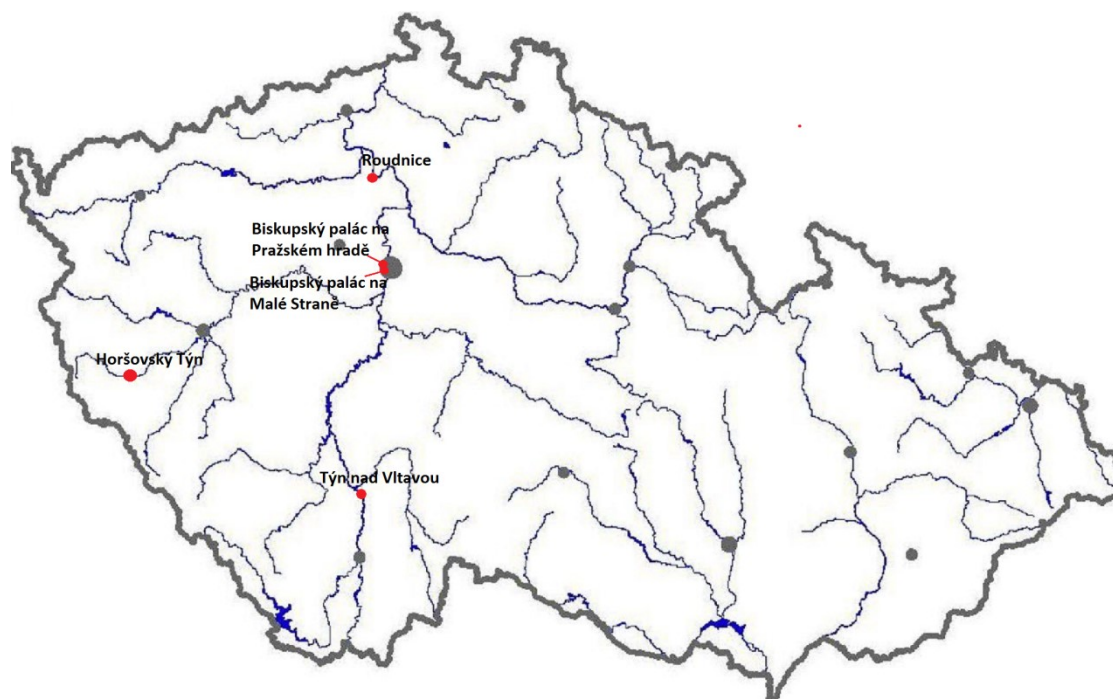 Roudnice
Biskupský palác na
Pražském hradě
Biskupský palác na
Malé Straně
Horšovský Týn
Týn nad Vltavou